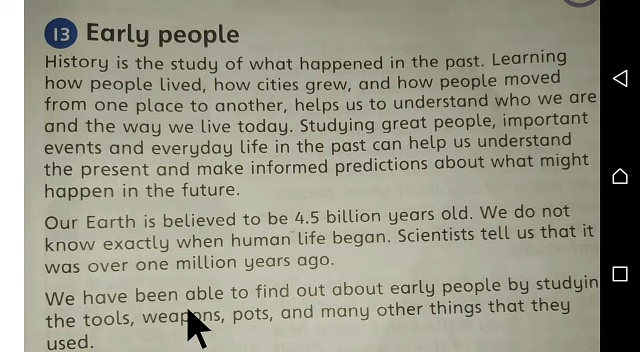 13 Early people
History is the study of what happened in the past. Learning
how people lived, how cities grew, and how people moved
from one place to another, helps us to understand who we are
and the way we live today. Studying great people, important
events and everyday life in the past can help us understand
the present and make informed predictions about what might
happen in the future.
Our Earth is believed to be 4.5 billion years old. We do not
know exactly when human life began. Scientists tell us that it
was over one million years ago.
We have been able to find out about early people by studyin
the tools, weapons, pots, and many other things that they
used.